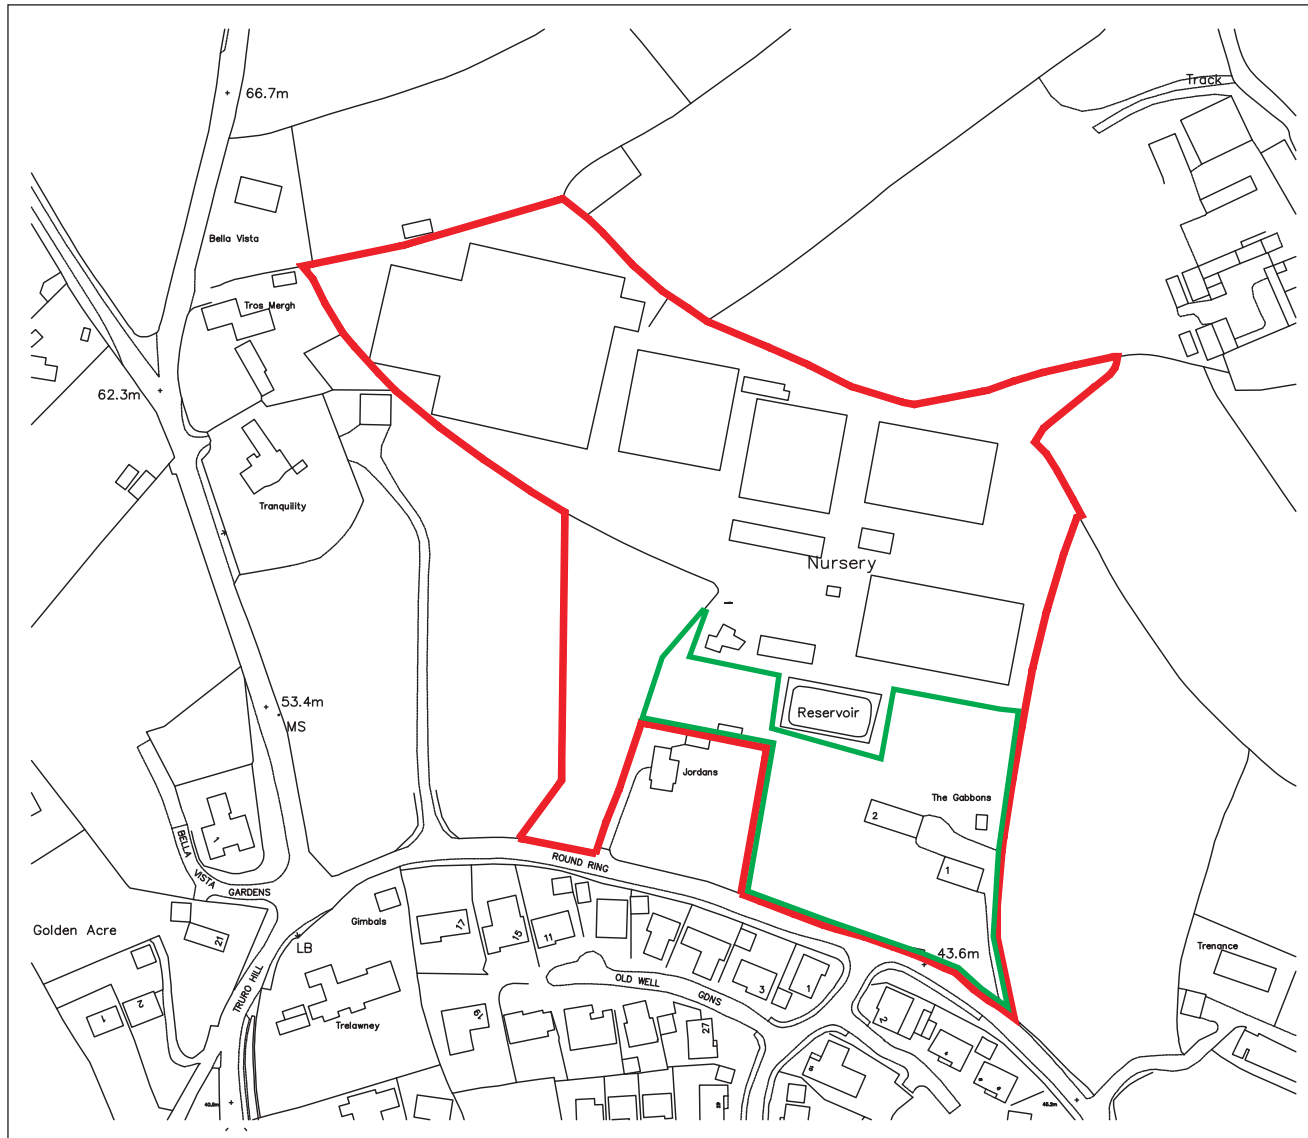 66.7m
Track
Bella Vista
Tros Mergh
62.3m
Tranquility
Nursery
53.4m
MS
Reservoir
Jordans
The Gabbons
2
1
1
BELLA
VISTA
GARDENS
ROUND RING
Golden Acre
21
Gimbals
17
15
11
43.6m
Trenance
LB
TRURO HILL
OLD WELL
GDNS
3
1
1
2
Trelawney
19
27
2